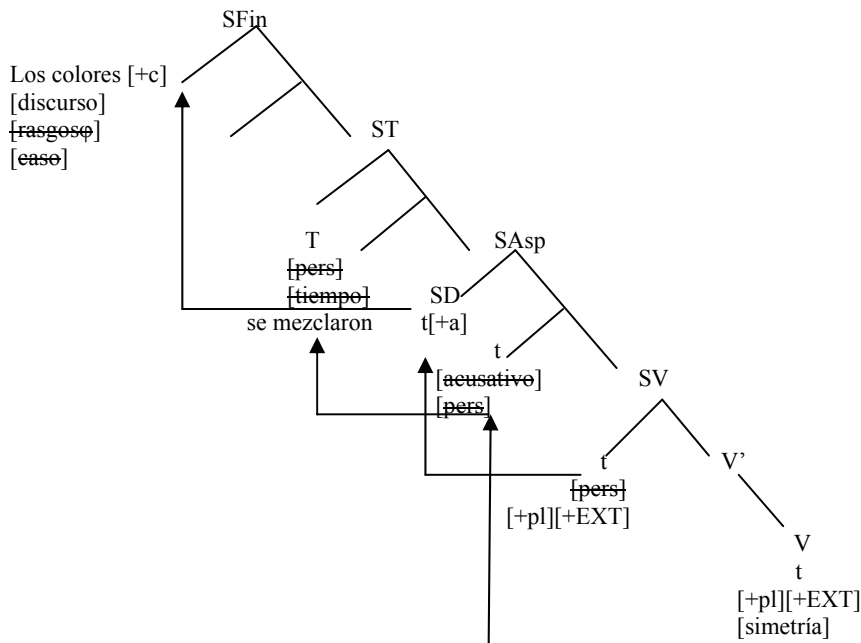 SFin
Los colores [+c]
[discurso]
[rasgosφ]
[caso]
ST
T
[pers]
[tiempo]
se mezclaron
SAsp
SD
t[+a]
t
[acusativo]
[pers]
SV
t
[pers]
[+pl][+EXT]
V’
V
t
[+pl][+EXT]
[simetría]